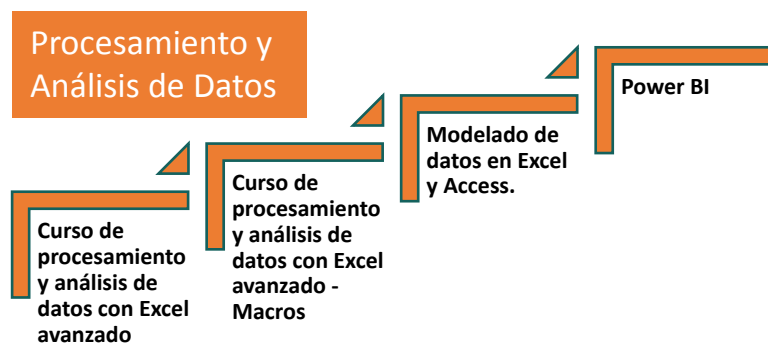 Procesamiento y
Análisis de Datos
Curso de
procesamiento
y análisis de
datos con Excel
avanzado
Curso de
procesamiento
y análisis de
datos con Excel
avanzado -
Macros
Modelado de
datos en Excel
y Access.
Power BI